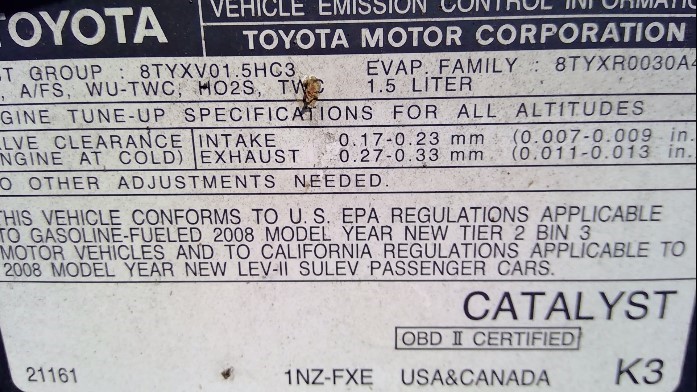 TOYOTA
VEHICLE EMISSION CONTROL INFORMATI
TOYOTA MOTOR CORPORATION
ST GROUP : 8TYXV01.5HC3 EVAP. FAMILY : 8TYXR0030A4
, A/FS, WU-TWC, HO2S, TWC 1.5 LITER
NGINE TUNE-UP SPECIFICATIONS FOR ALL ALTITUDES
ALVE CLEARANCE INTAKE 0.17-0.23 mm (0.007-0.009 in.
NGINE AT COLD) EXHAUST 0.27-0.33 mm (0.011-0.013 in.
O OTHER ADJUSTMENTS NEEDED.
THIS VEHICLE CONFORMS TO U.S. EPA REGULATIONS APPLICABLE
TO GASOLINE-FUELED 2008 MODEL YEAR NEW TIER 2 BIN 3
MOTOR VEHICLES AND TO CALIFORNIA REGULATIONS APPLICABLE TO
2008 MODEL YEAR NEW LEV-II SULEV PASSENGER CARS.
CATALYST
OBD II CERTIFIED
21161 1NZ-FXE USA&CANADA K3